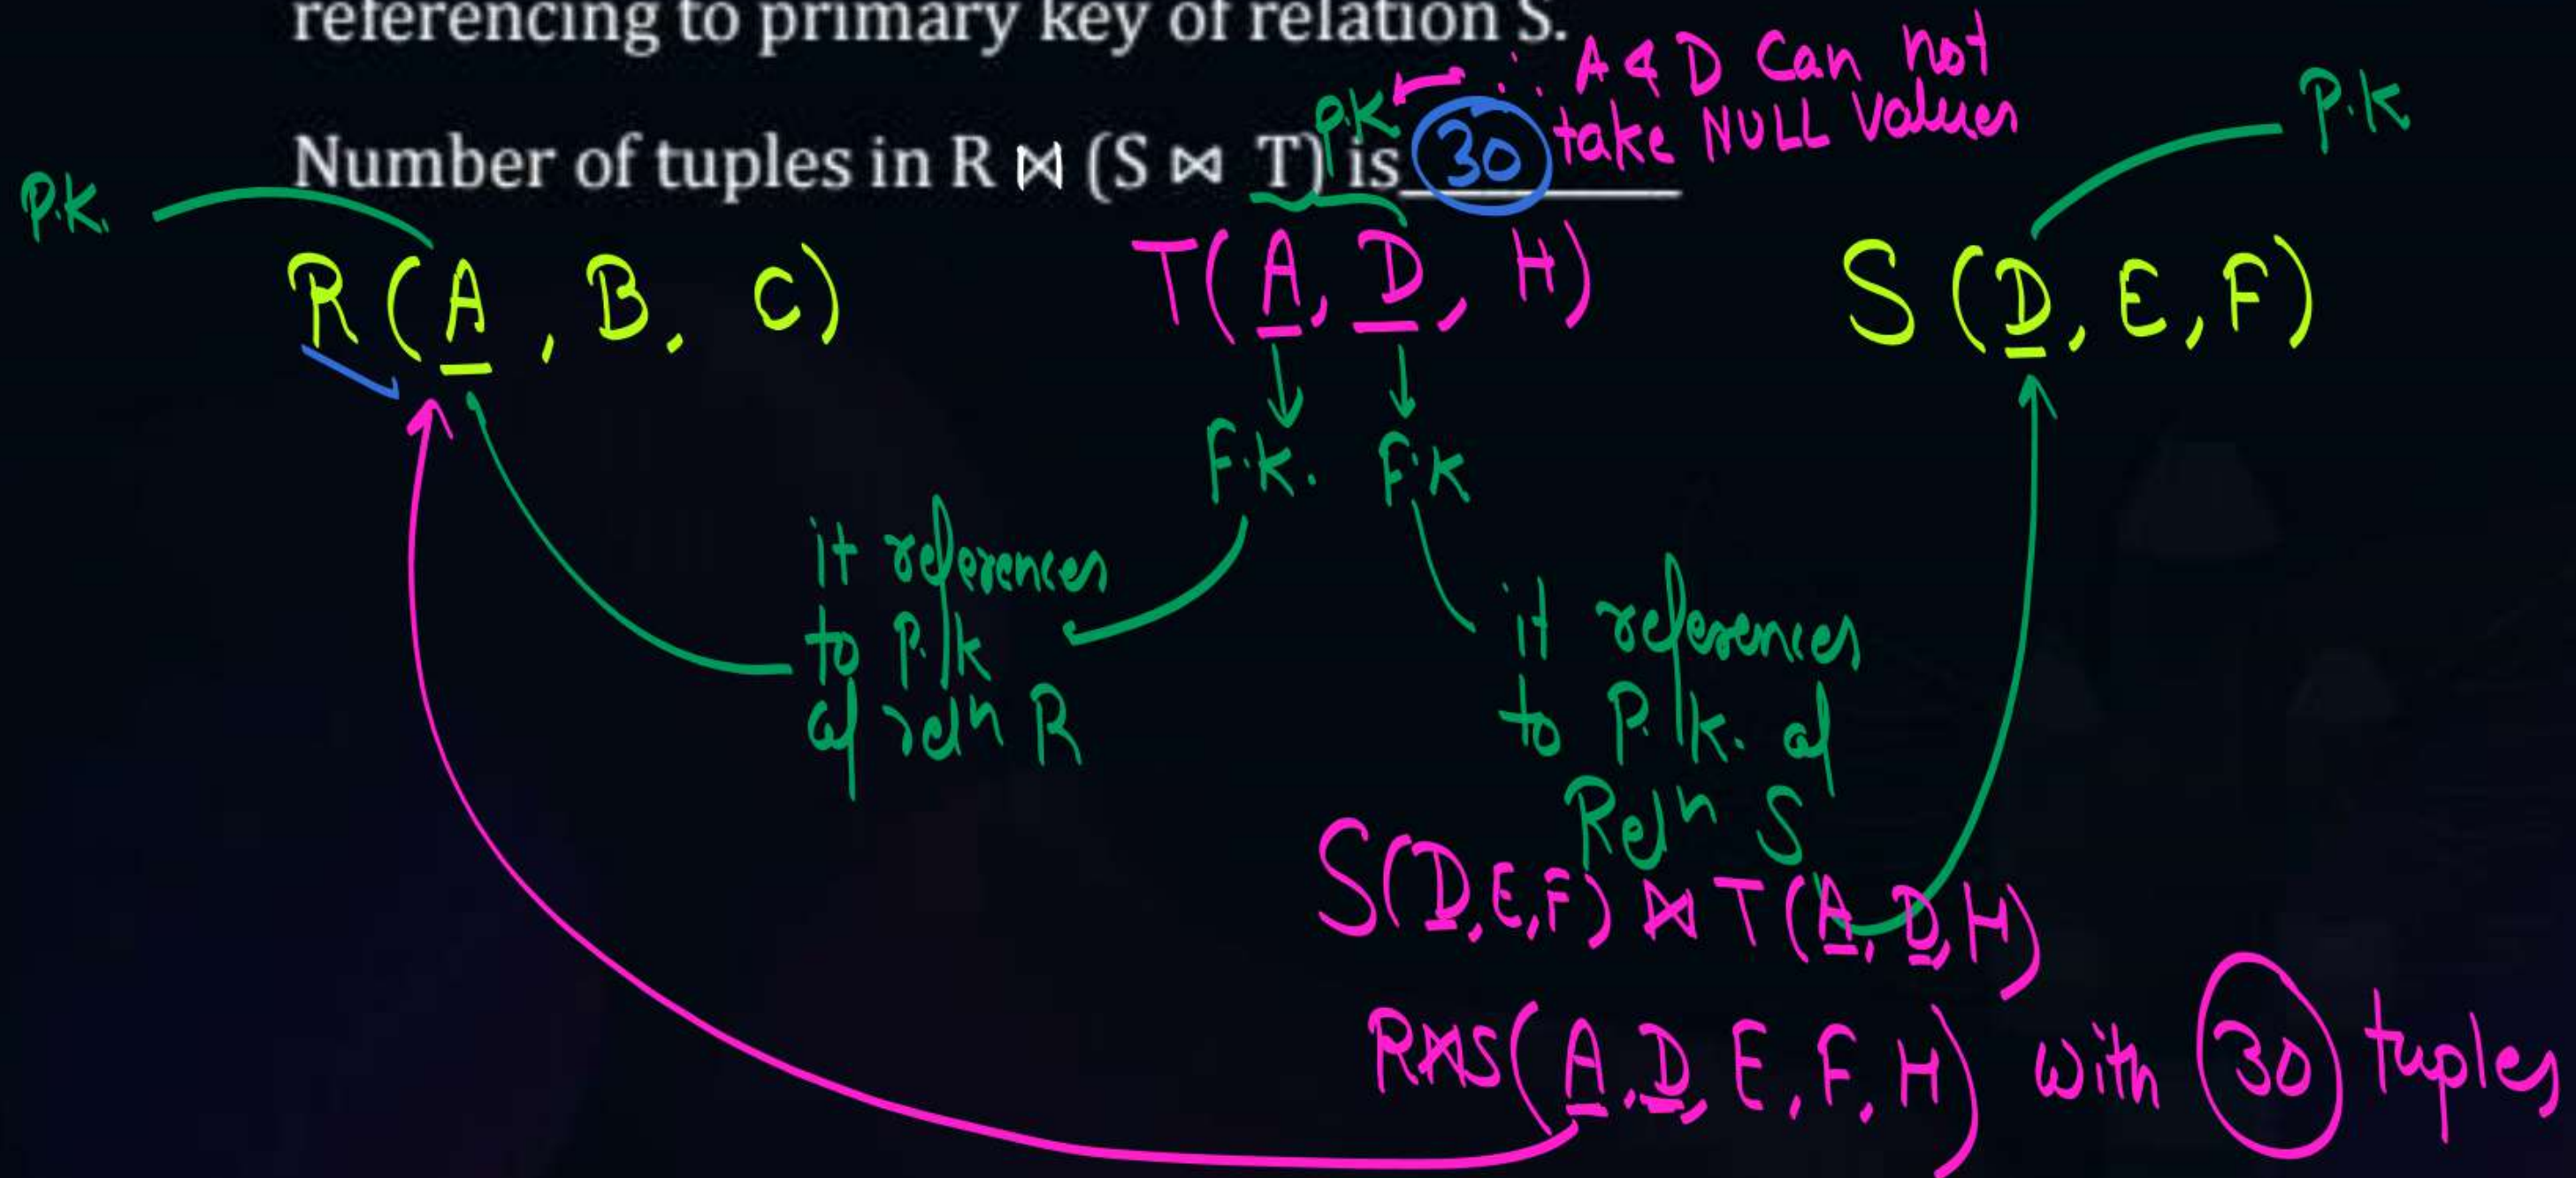 referencing to primary key of relation S.
∵ A & D Can not
take NULL Values
P.K
P.K
Number of tuples in R ⋈ (S ⋈ T) is 30
P.K.
R(A, B, C)
T(A, D, H)
S(D, E, F)
F.K. F.K
it references
to P.K
of reln R
it references
to P.K. of
Reln S
S(D,E,F) ⋈ T(A,D,H)
R⋈S(A,D,E,F,H) with 30 tuples